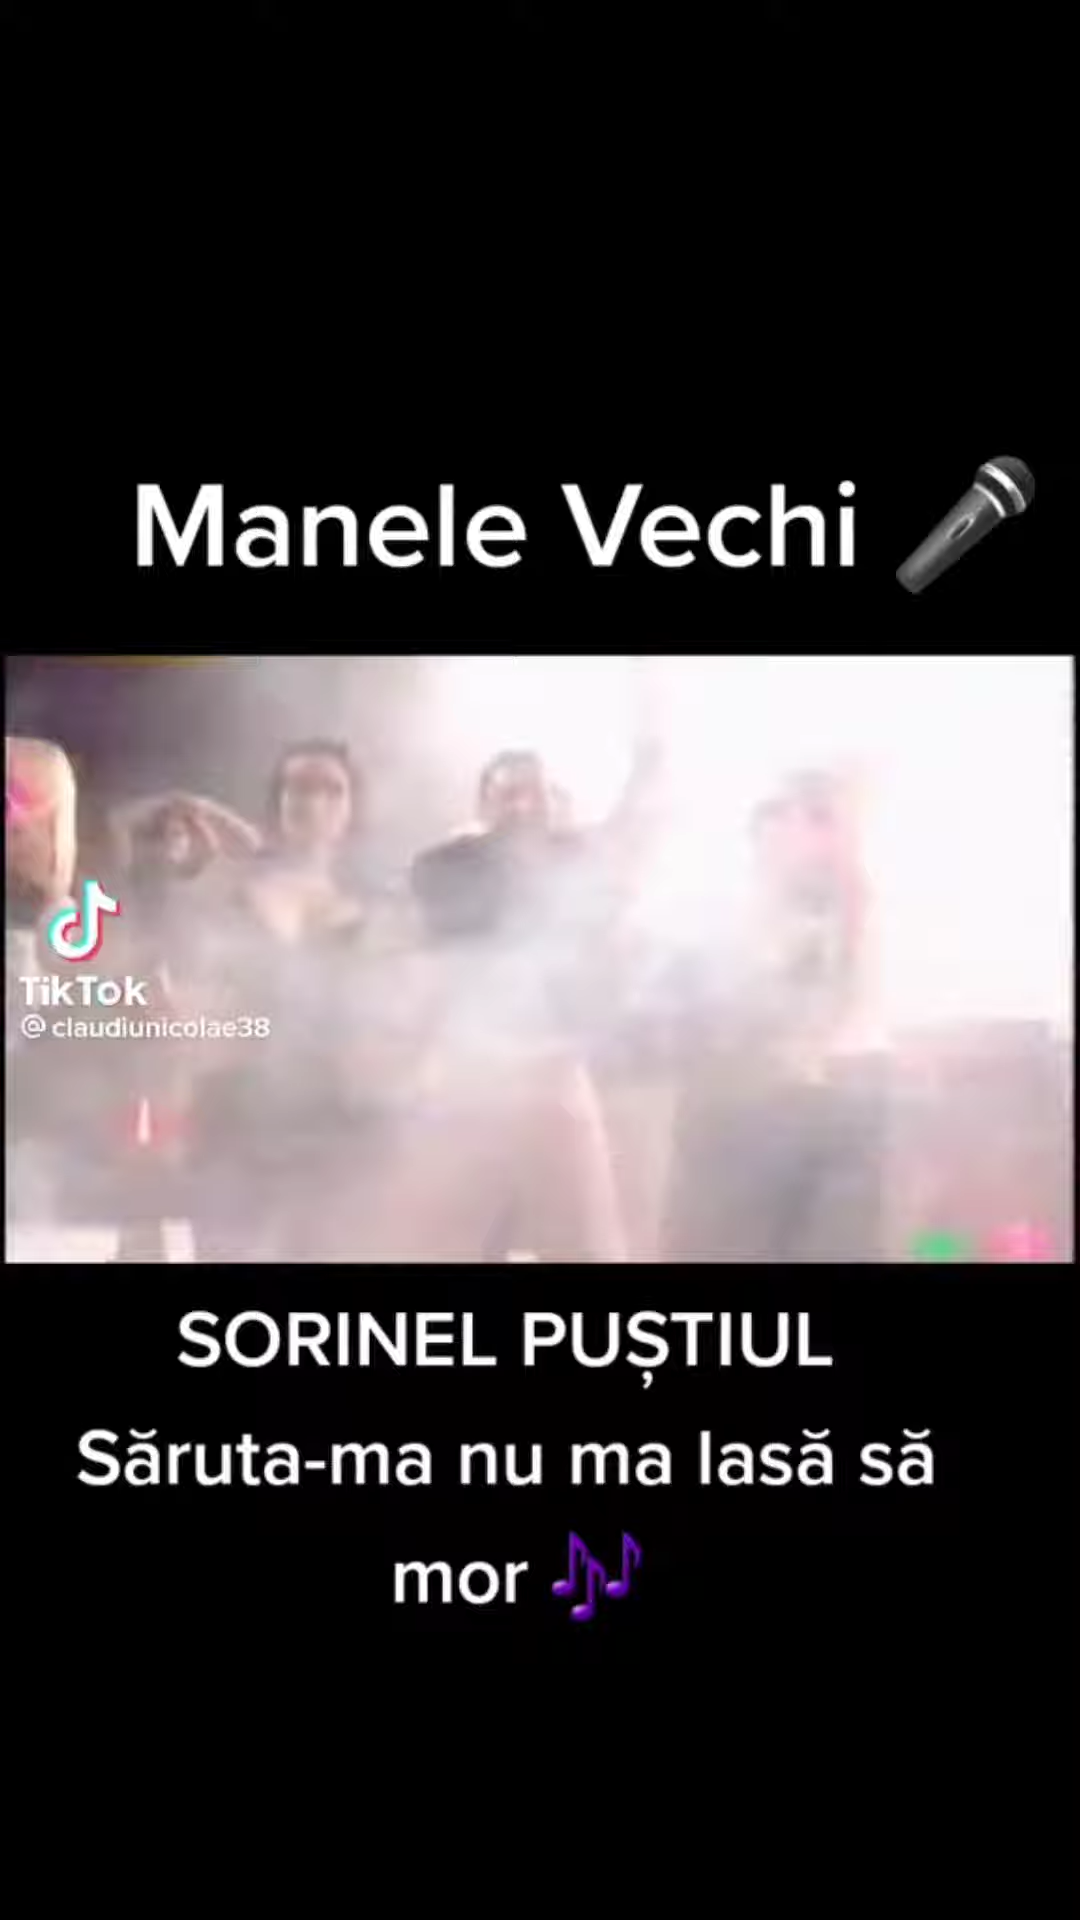 Manele Vechi
TikTok
@claudiunicolae38
SORINEL PUȘTIUL
Săruta-ma nu ma lasă să
mor